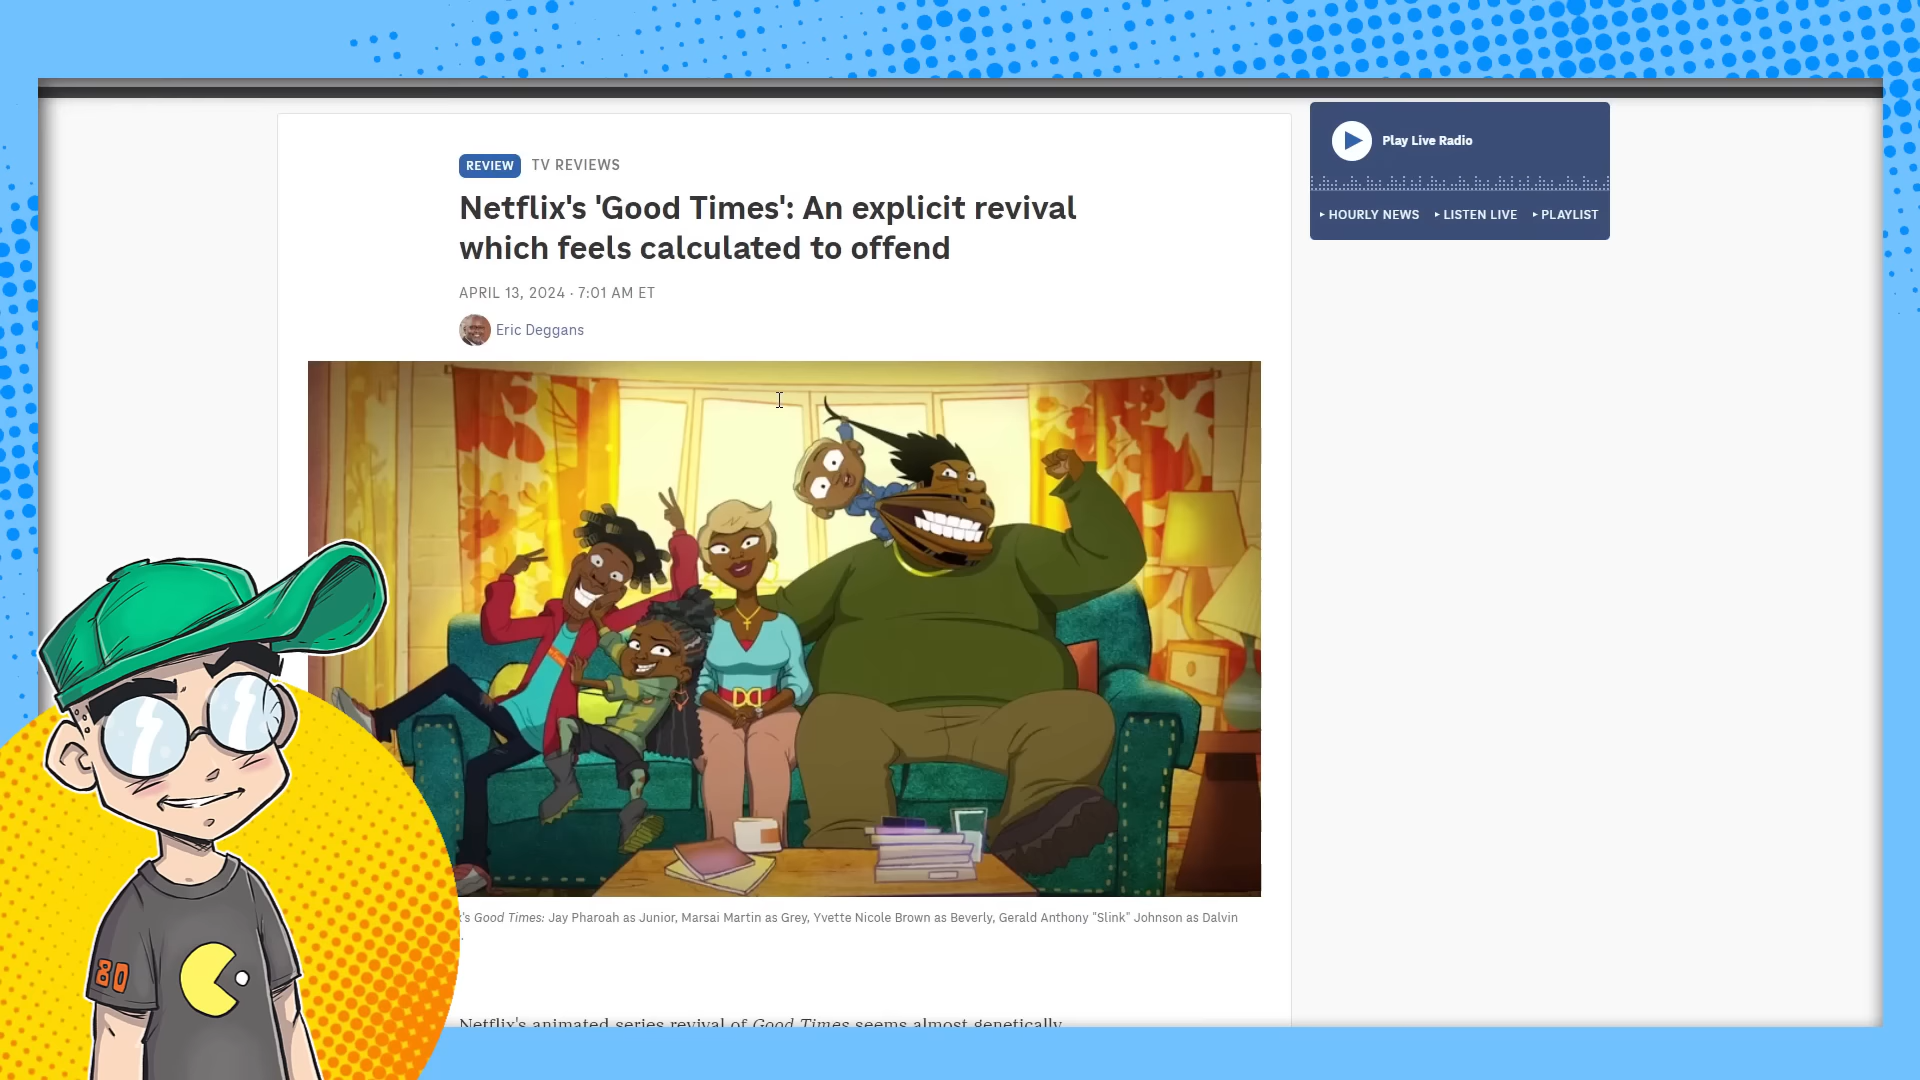 REVIEW TV REVIEWS
Netflix's 'Good Times': An explicit revival
which feels calculated to offend
APRIL 13, 2024 · 7:01 AM ET
Eric Deggans
Play Live Radio
HOURLY NEWS LISTEN LIVE PLAYLIST
's Good Times: Jay Pharoah as Junior, Marsai Martin as Grey, Yvette Nicole Brown as Beverly, Gerald Anthony "Slink" Johnson as Dalvin
.
80
Netflix's animated series revival of Good Times seems almost genetically